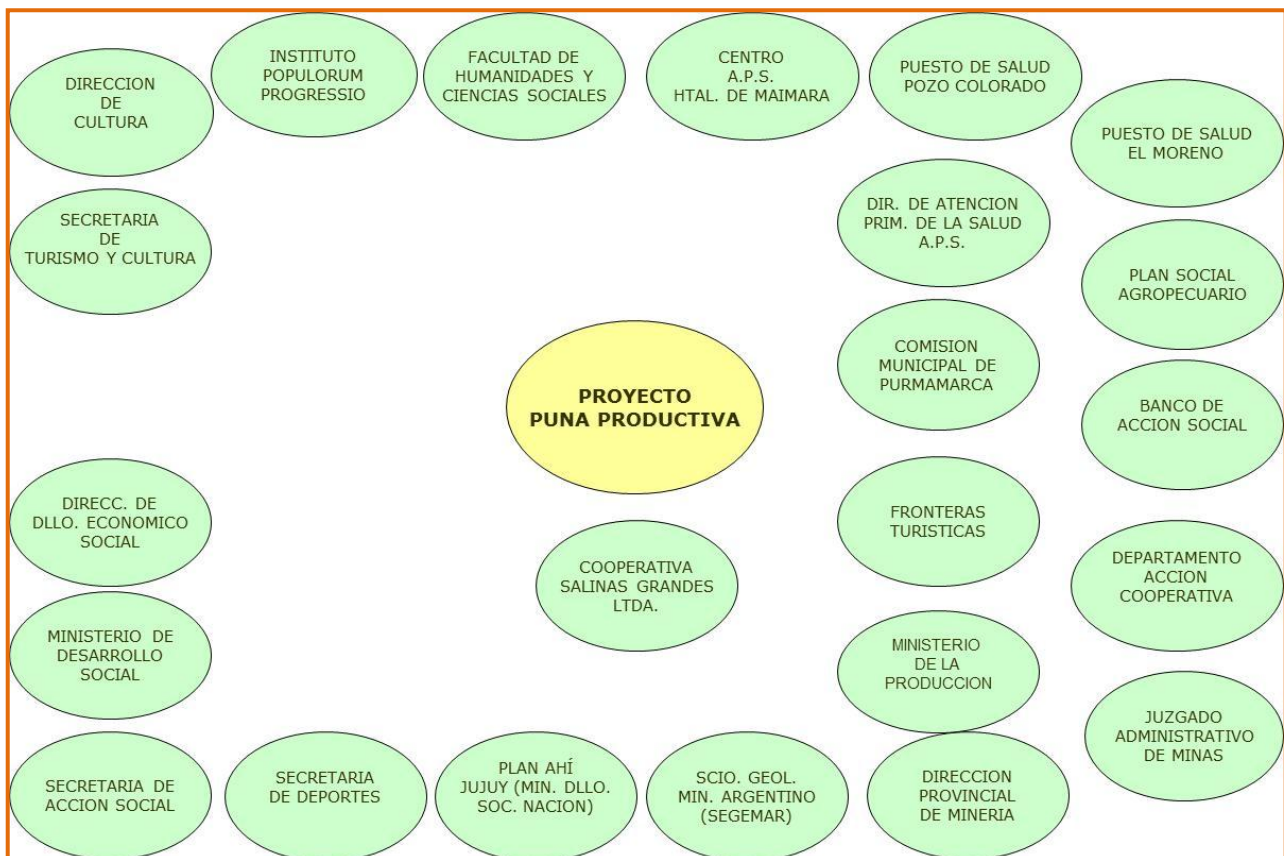 DIRECCION
DE
CULTURA
INSTITUTO
POPULORUM
PROGRESSIO
FACULTAD DE
HUMANIDADES Y
CIENCIAS SOCIALES
CENTRO
A.P.S.
HTAL. DE MAIMARA
PUESTO DE SALUD
POZO COLORADO
PUESTO DE SALUD
EL MORENO
SECRETARIA
DE
TURISMO Y CULTURA
DIR. DE ATENCION
PRIM. DE LA SALUD
A.P.S.
PLAN SOCIAL
AGROPECUARIO
COMISION
MUNICIPAL DE
PURMAMARCA
PROYECTO
PUNA PRODUCTIVA
BANCO DE
ACCION SOCIAL
DIRECC. DE
DLLO. ECONOMICO
SOCIAL
FRONTERAS
TURISTICAS
COOPERATIVA
SALINAS GRANDES
LTDA.
DEPARTAMENTO
ACCION
COOPERATIVA
MINISTERIO DE
DESARROLLO
SOCIAL
MINISTERIO
DE LA
PRODUCCION
JUZGADO
ADMINISTRATIVO
DE MINAS
SECRETARIA DE
ACCION SOCIAL
SECRETARIA
DE DEPORTES
PLAN AHÍ
JUJUY (MIN. DLLO.
SOC. NACION)
SCIO. GEOL.
MIN. ARGENTINO
(SEGEMAR)
DIRECCION
PROVINCIAL
DE MINERIA